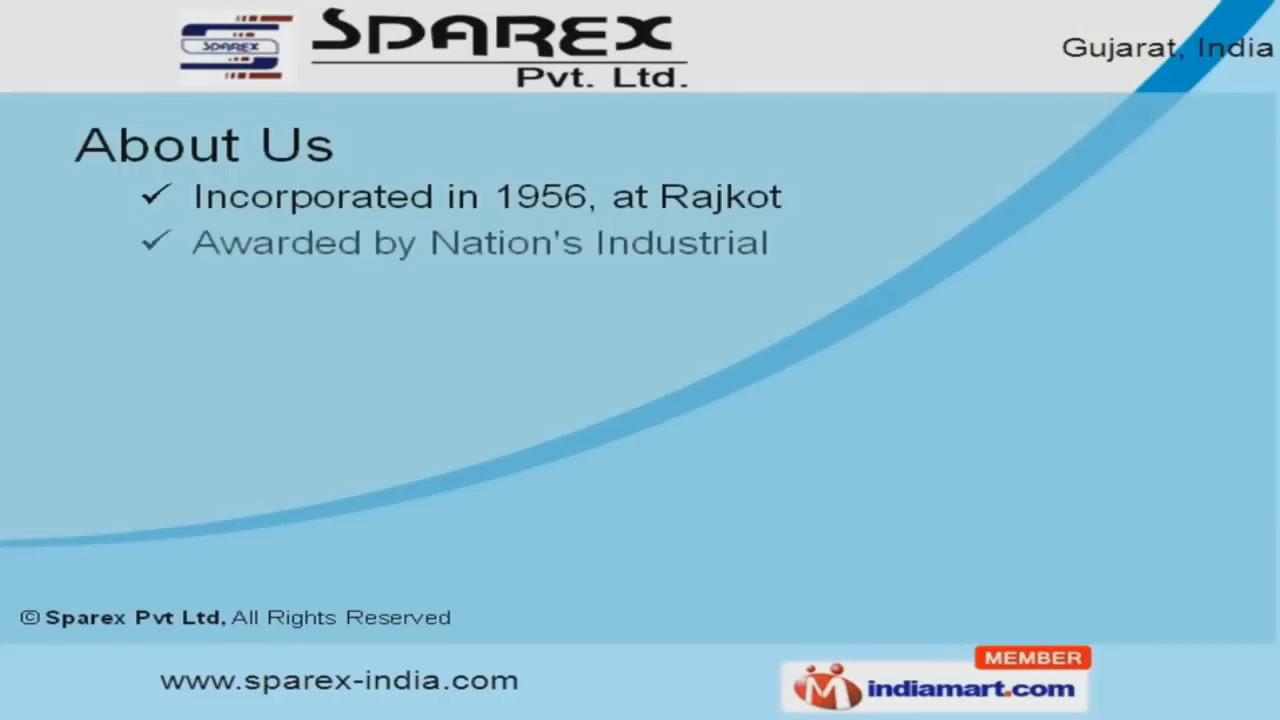 SPAREX
SPAREX
Pvt. Ltd.
Gujarat, India
About Us
✓ Incorporated in 1956, at Rajkot
✓ Awarded by Nation's Industrial
© Sparex Pvt Ltd, All Rights Reserved
www.sparex-india.com
MEMBER
indiamart.com